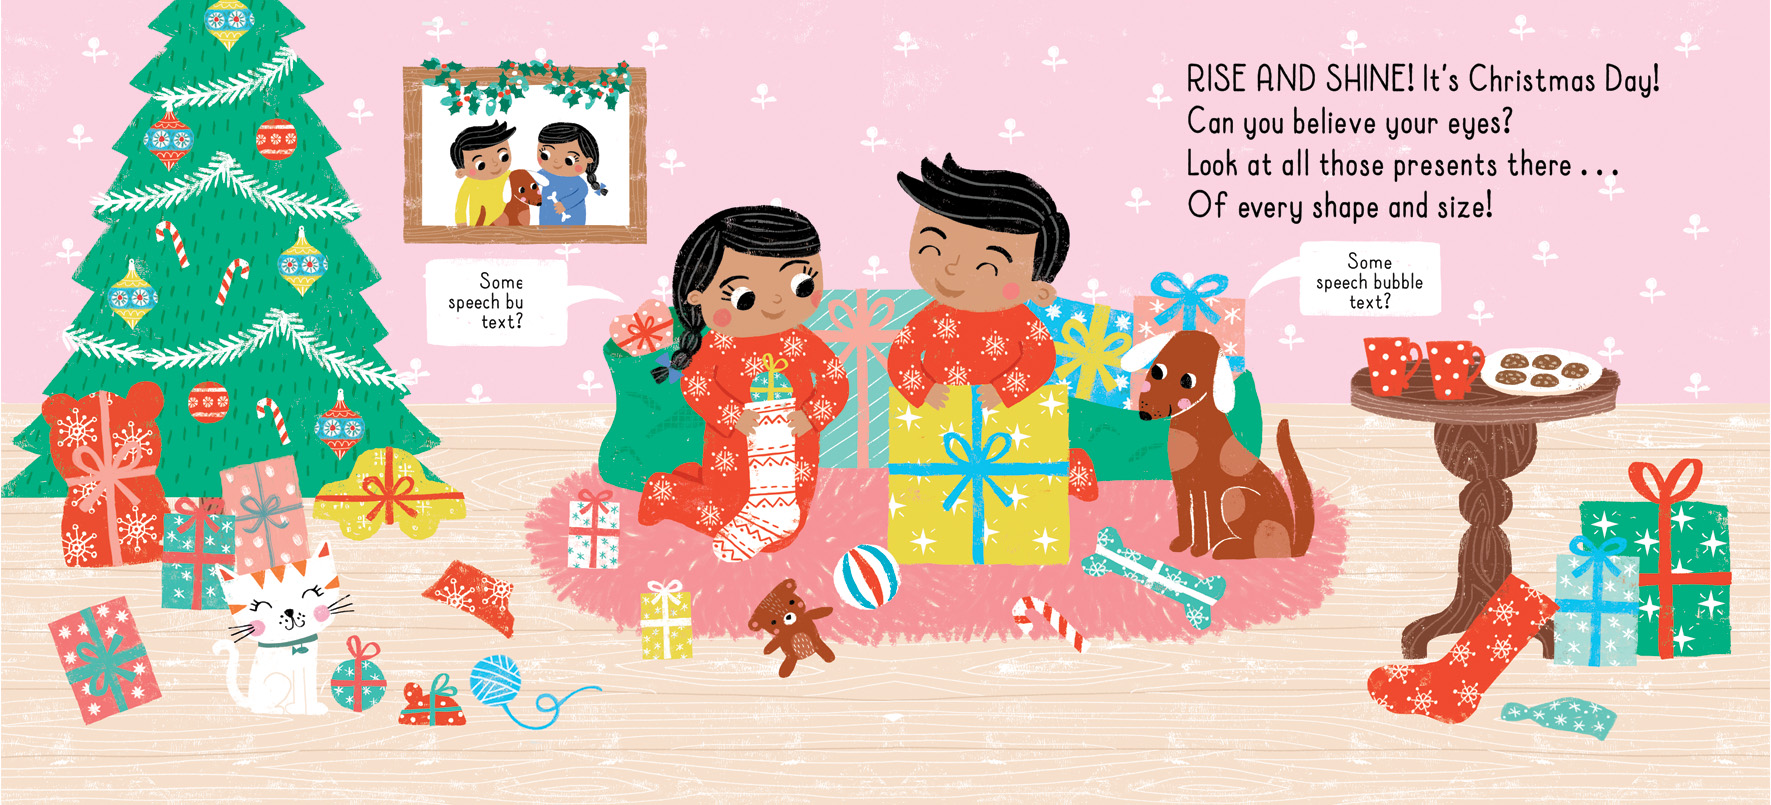 RISE AND SHINE! It's Christmas Day!
Can you believe your eyes?
Look at all those presents there . . .
Of every shape and size!
Some
speech bu
text?
Some
speech bubble
text?